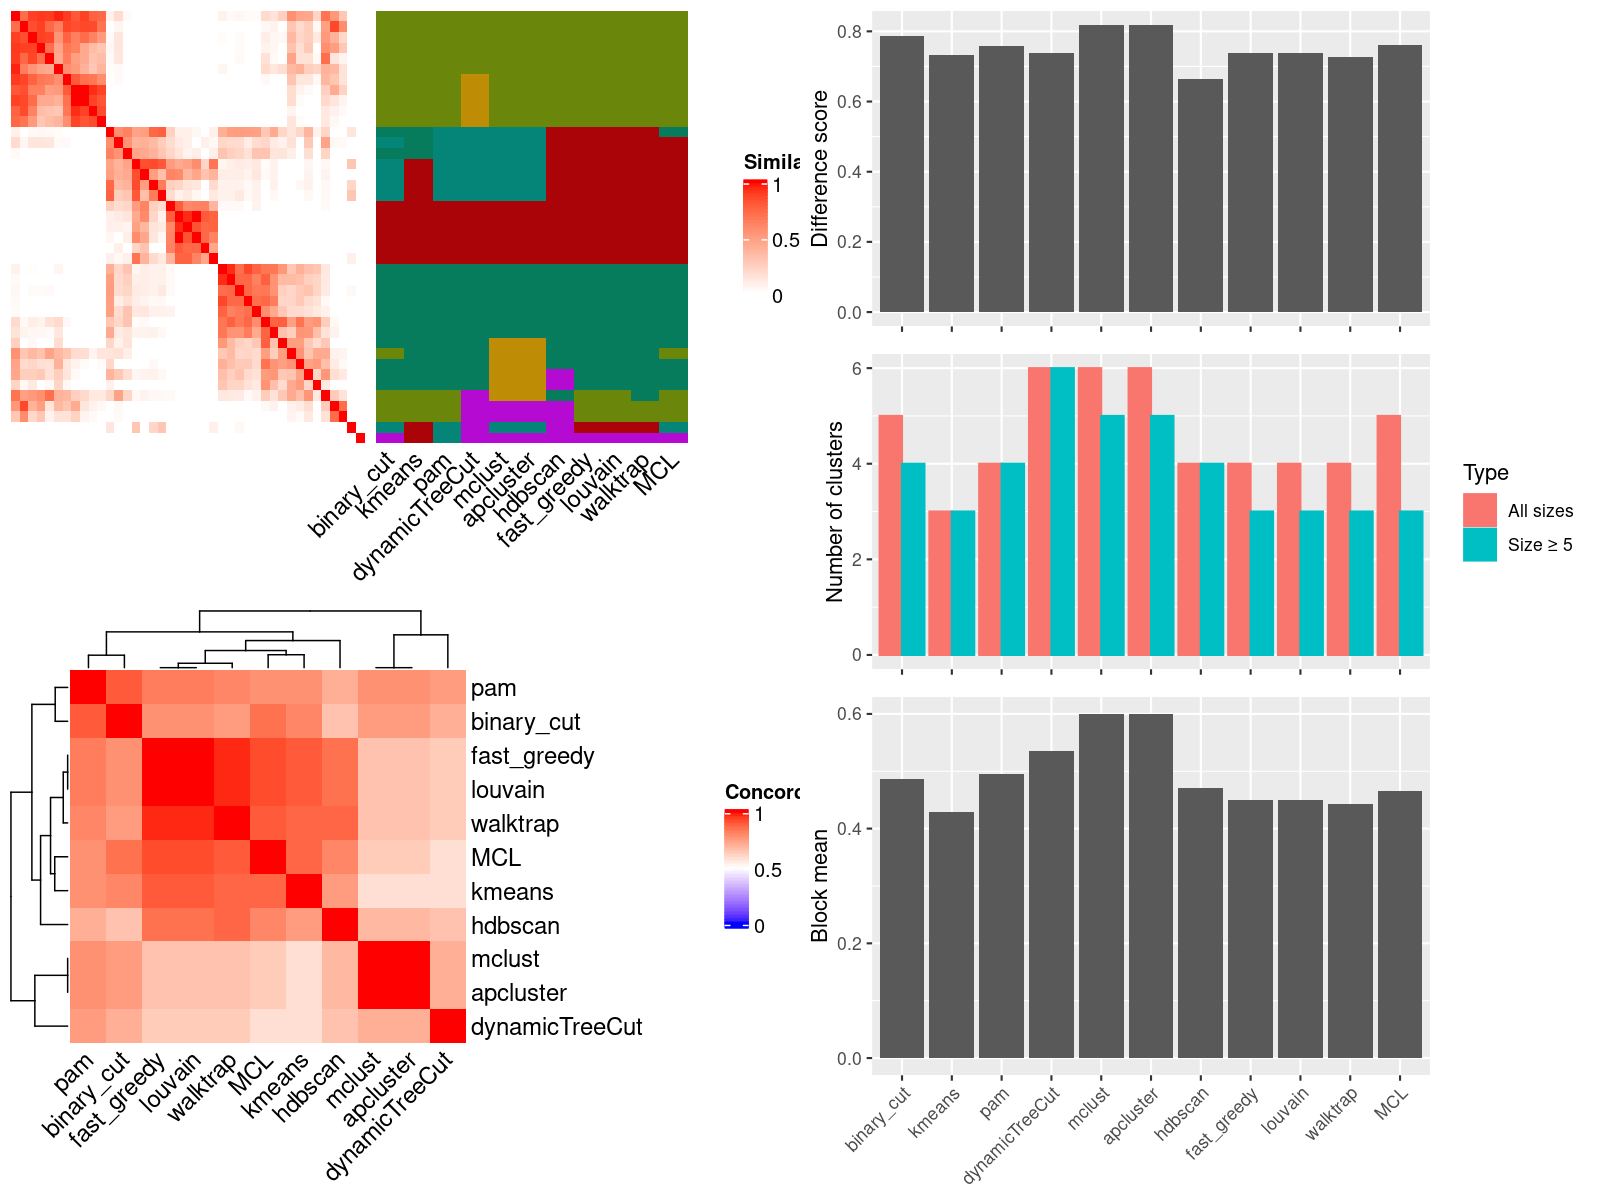 Simila
1
0.5
0
binary_cut
kmeans
pam
dynamicTreeCut
mclust
apcluster
hdbscan
fast_greedy
louvain
walktrap
MCL
pam
binary_cut
fast_greedy
louvain
walktrap
MCL
kmeans
hdbscan
mclust
apcluster
dynamicTreeCut
pam
binary_cut
fast_greedy
louvain
walktrap
MCL
kmeans
hdbscan
mclust
apcluster
dynamicTreeCut
Concord
1
0.5
0
Difference score
0.8
0.6
0.4
0.2
0.0
Number of clusters
6
4
2
0
Type
All sizes
Size ≥ 5
Block mean
0.6
0.4
0.2
0.0
binary_cut
kmeans
pam
dynamicTreeCut
mclust
apcluster
hdbscan
fast_greedy
louvain
walktrap
MCL